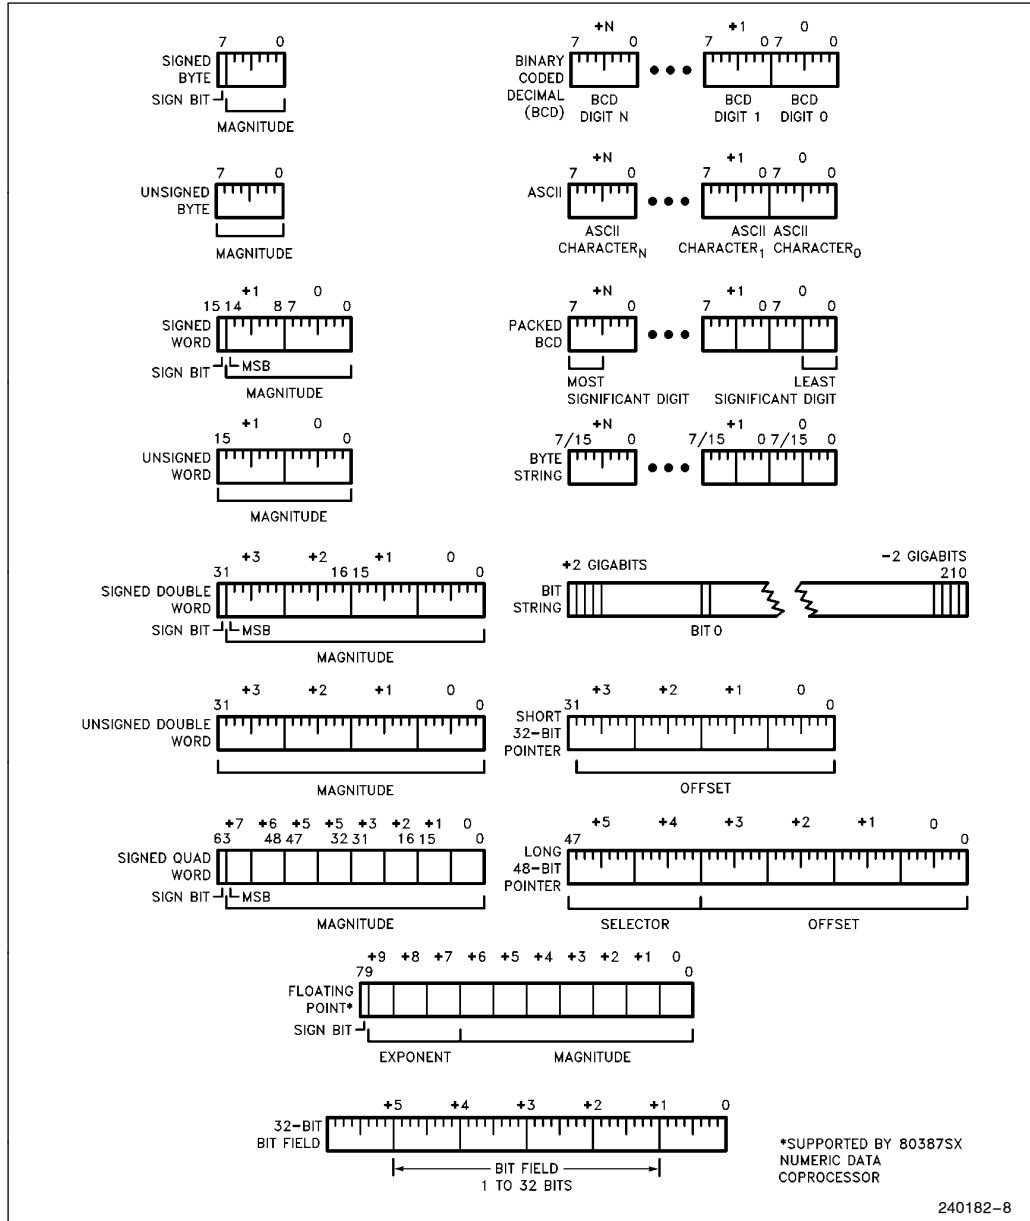 7 0
SIGNED
BYTE
SIGN BIT
MAGNITUDE
7 0
UNSIGNED
BYTE
MAGNITUDE
+1 0
15 14 8 7 0
SIGNED
WORD
SIGN BIT MSB
MAGNITUDE
+1 0
15 0
UNSIGNED
WORD
MAGNITUDE
+3 +2 +1 0
31 16 15 0
SIGNED DOUBLE
WORD
SIGN BIT MSB
MAGNITUDE
+3 +2 +1 0
31 0
UNSIGNED DOUBLE
WORD
MAGNITUDE
+7 +6 +5 +5 +3 +2 +1 0
63 48 47 32 31 16 15 0
SIGNED QUAD
WORD
SIGN BIT MSB
MAGNITUDE
+N +1 0
7 0 7 0 7 0
BINARY
CODED
DECIMAL
(BCD)
BCD BCD BCD
DIGIT N DIGIT 1 DIGIT 0
+N +1 0
7 0 7 0 7 0
ASCII
ASCII ASCII ASCII
CHARACTERN CHARACTER1 CHARACTER0
+N +1 0
7 0 7 0 7 0
PACKED
BCD
MOST LEAST
SIGNIFICANT DIGIT SIGNIFICANT DIGIT
+N +1 0
7/15 0 7/15 0 7/15 0
BYTE
STRING
+2 GIGABITS -2 GIGABITS
210
BIT
STRING
BIT 0
+3 +2 +1 0
31 0
SHORT
32-BIT
POINTER
OFFSET
+5 +4 +3 +2 +1 0
47 0
LONG
48-BIT
POINTER
SELECTOR OFFSET
+9 +8 +7 +6 +5 +4 +3 +2 +1 0
79 0
FLOATING
POINT*
SIGN BIT
EXPONENT MAGNITUDE
+5 +4 +3 +2 +1 0
32-BIT
BIT FIELD
BIT FIELD
1 TO 32 BITS
*SUPPORTED BY 80387SX
NUMERIC DATA
COPROCESSOR
240182-8